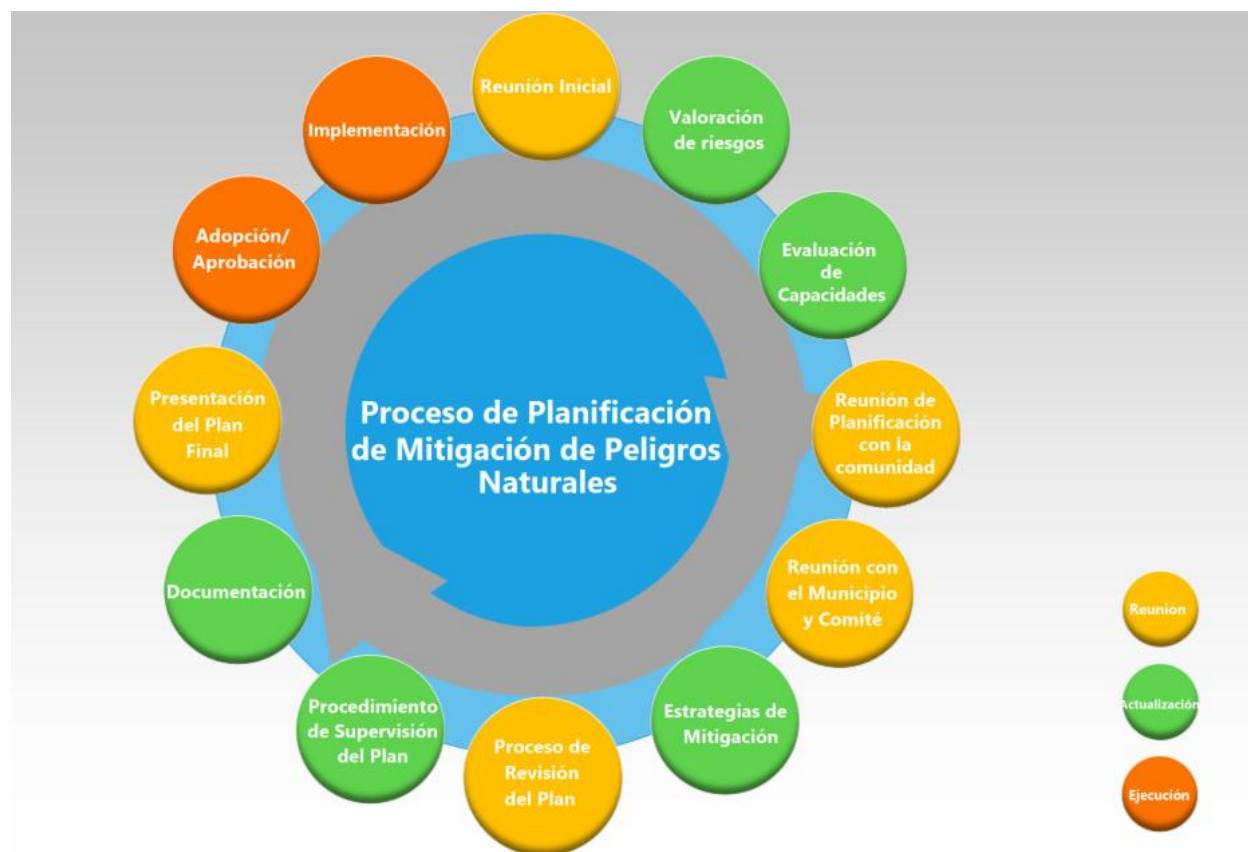 Reunión Inicial
Valoración
de riesgos
Evaluación
de
Capacidades
Reunión de
Planificación
con la
comunidad
Reunión con
el Municipio
y Comité
Estrategias de
Mitigación
Proceso de
Revisión
del Plan
Procedimiento
de Supervisión
del Plan
Documentación
Presentación
del Plan
Final
Adopción/
Aprobación
Implementación
Proceso de Planificación
de Mitigación de Peligros
Naturales
Reunión
Actualización
Ejecución